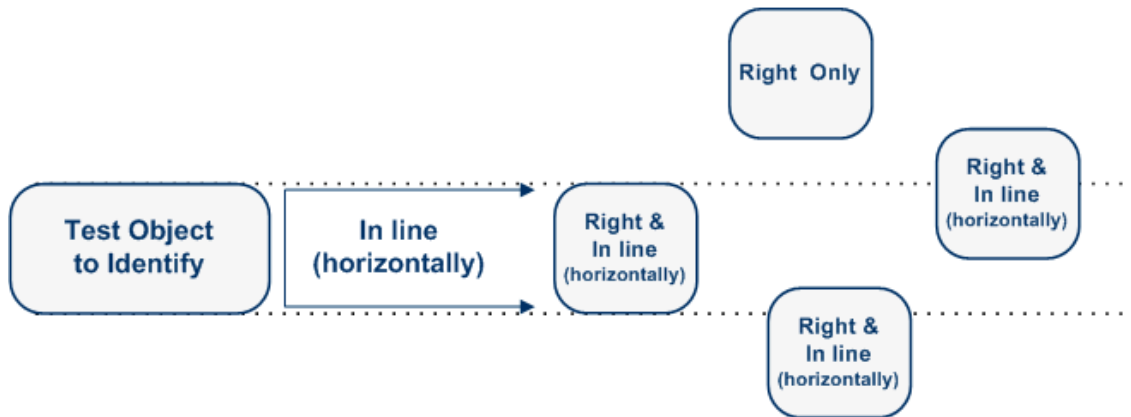 Right Only
Right &
In line
(horizontally)
Test Object
to Identify
In line
(horizontally)
Right &
In line
(horizontally)
Right &
In line
(horizontally)